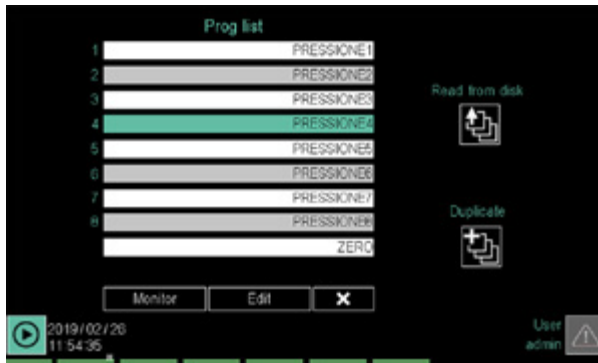 Prog list
1 PRESSIONE1
2 PRESSIONE2
3 PRESSIONE3
4 PRESSIONE4
5 PRESSIONE5
6 PRESSIONE6
7 PRESSIONE7
8 PRESSIONE8
ZERO
Read from disk
Duplicate
Monitor Edit
2019/02/26
11:54:35
User
admin